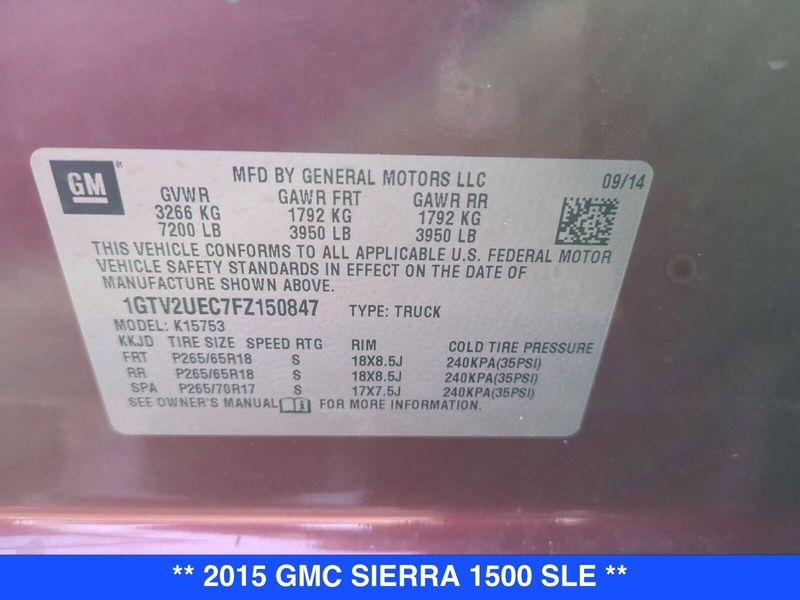 GM
MFD BY GENERAL MOTORS LLC 09/14
GVWR GAWR FRT GAWR RR
3266 KG 1792 KG 1792 KG
7200 LB 3950 LB 3950 LB
THIS VEHICLE CONFORMS TO ALL APPLICABLE U.S. FEDERAL MOTOR
VEHICLE SAFETY STANDARDS IN EFFECT ON THE DATE OF
MANUFACTURE SHOWN ABOVE.
1GTV2UEC7FZ150847 TYPE: TRUCK
MODEL: K15753
KKJD TIRE SIZE SPEED RTG RIM COLD TIRE PRESSURE
FRT P265/65R18 S 18X8.5J 240KPA(35PSI)
RR P265/65R18 S 18X8.5J 240KPA(35PSI)
SPA P265/70R17 S 17X7.5J 240KPA(35PSI)
SEE OWNER'S MANUAL i FOR MORE INFORMATION.
** 2015 GMC SIERRA 1500 SLE **